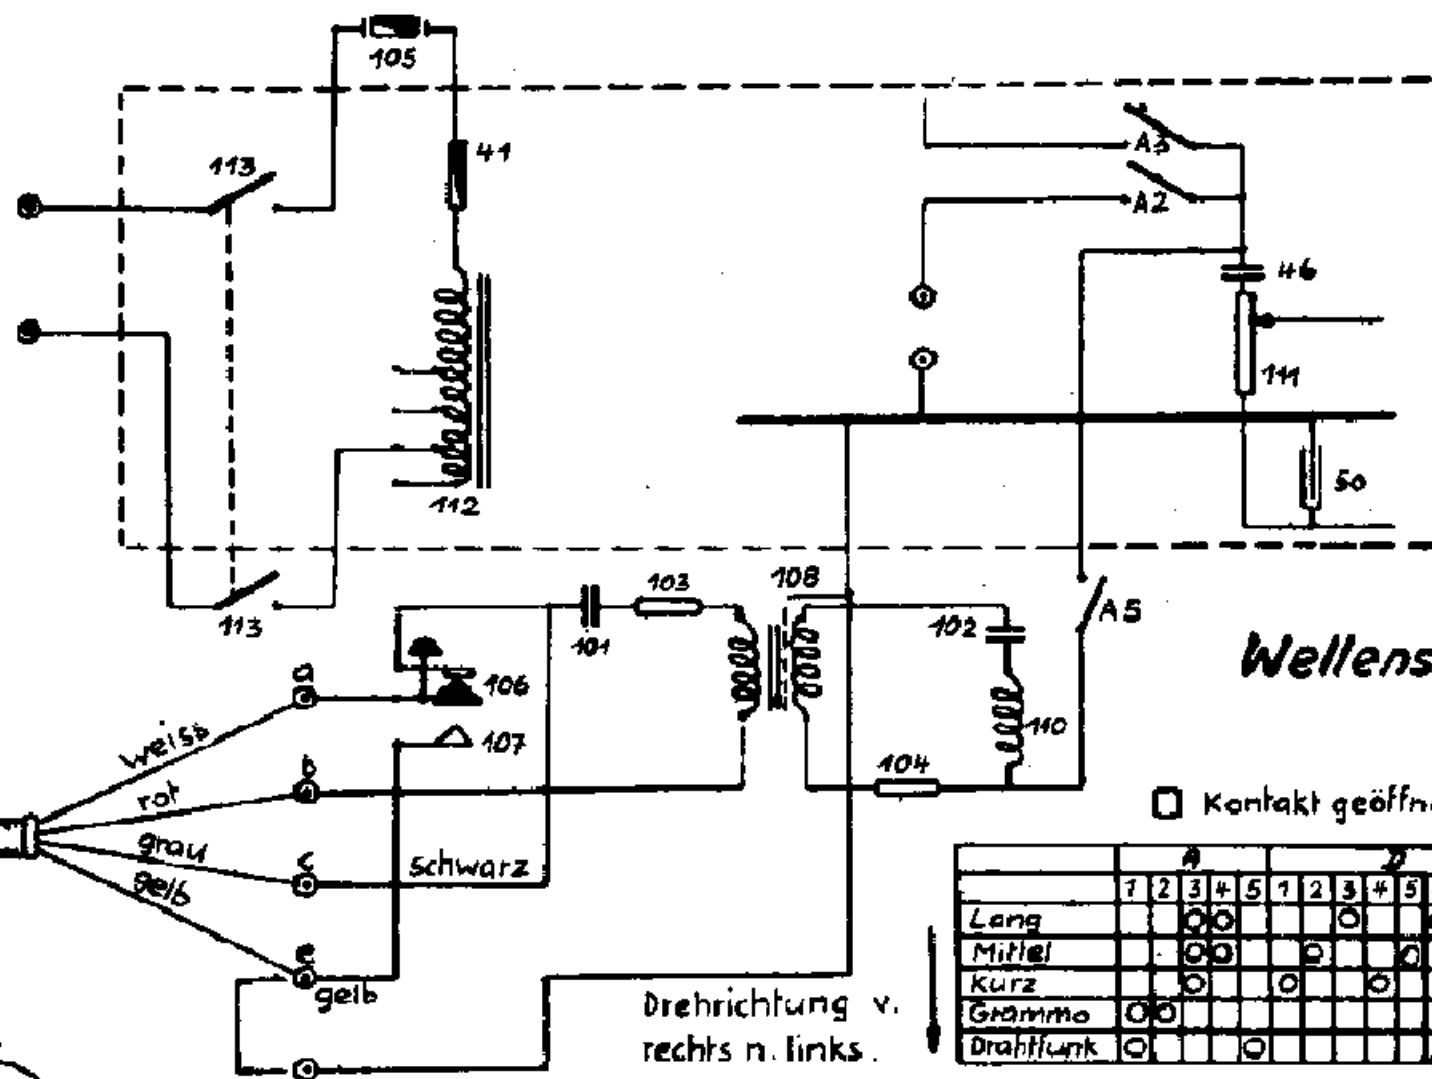 105
113
41
A3
A2
46
111
50
112
113
108
103
101
102
A5
Wellens
a
106
weiss
107
110
b
rot
104
Kontakt geöffn
grau
c
schwarz
gelb
e
gelb
A D
1 2 3 4 5 1 2 3 4 5
Lang
Mittel
Kurz
Grammo
Drahtfunk
Drehrichtung v.
rechts n. links.